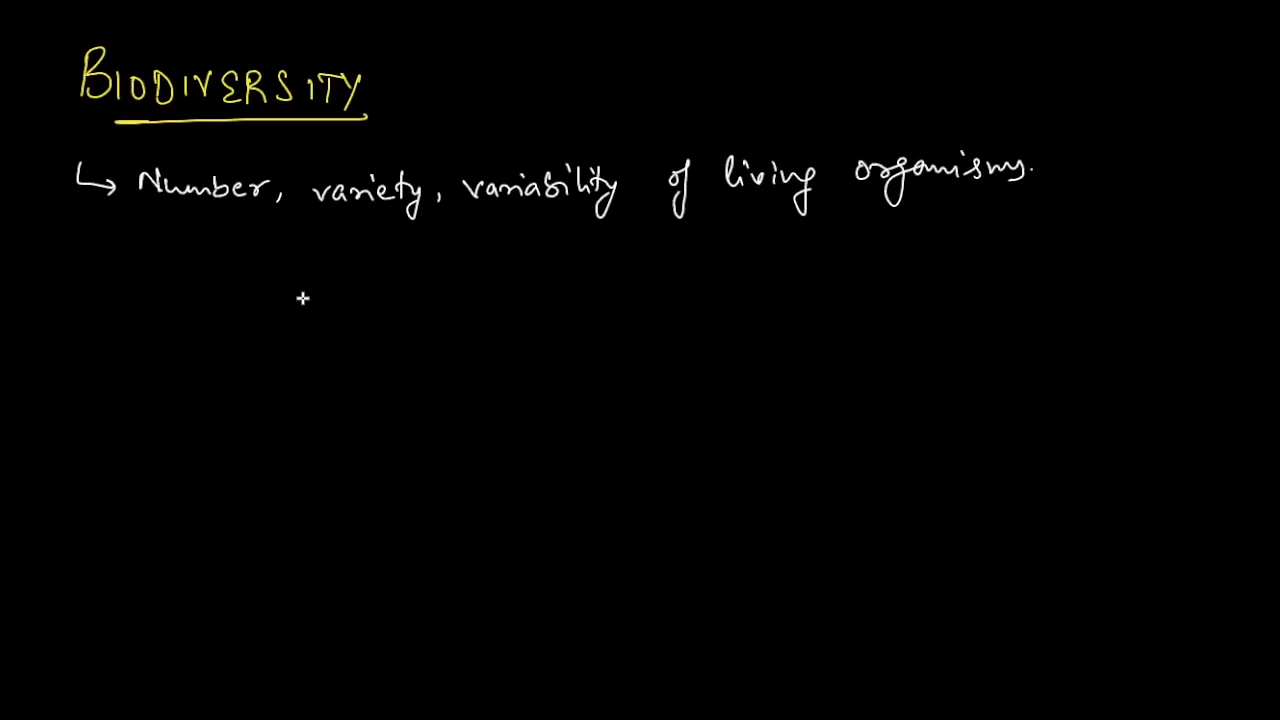 BIODIVERSITY
↳ Number, variety, variability of living organisms.